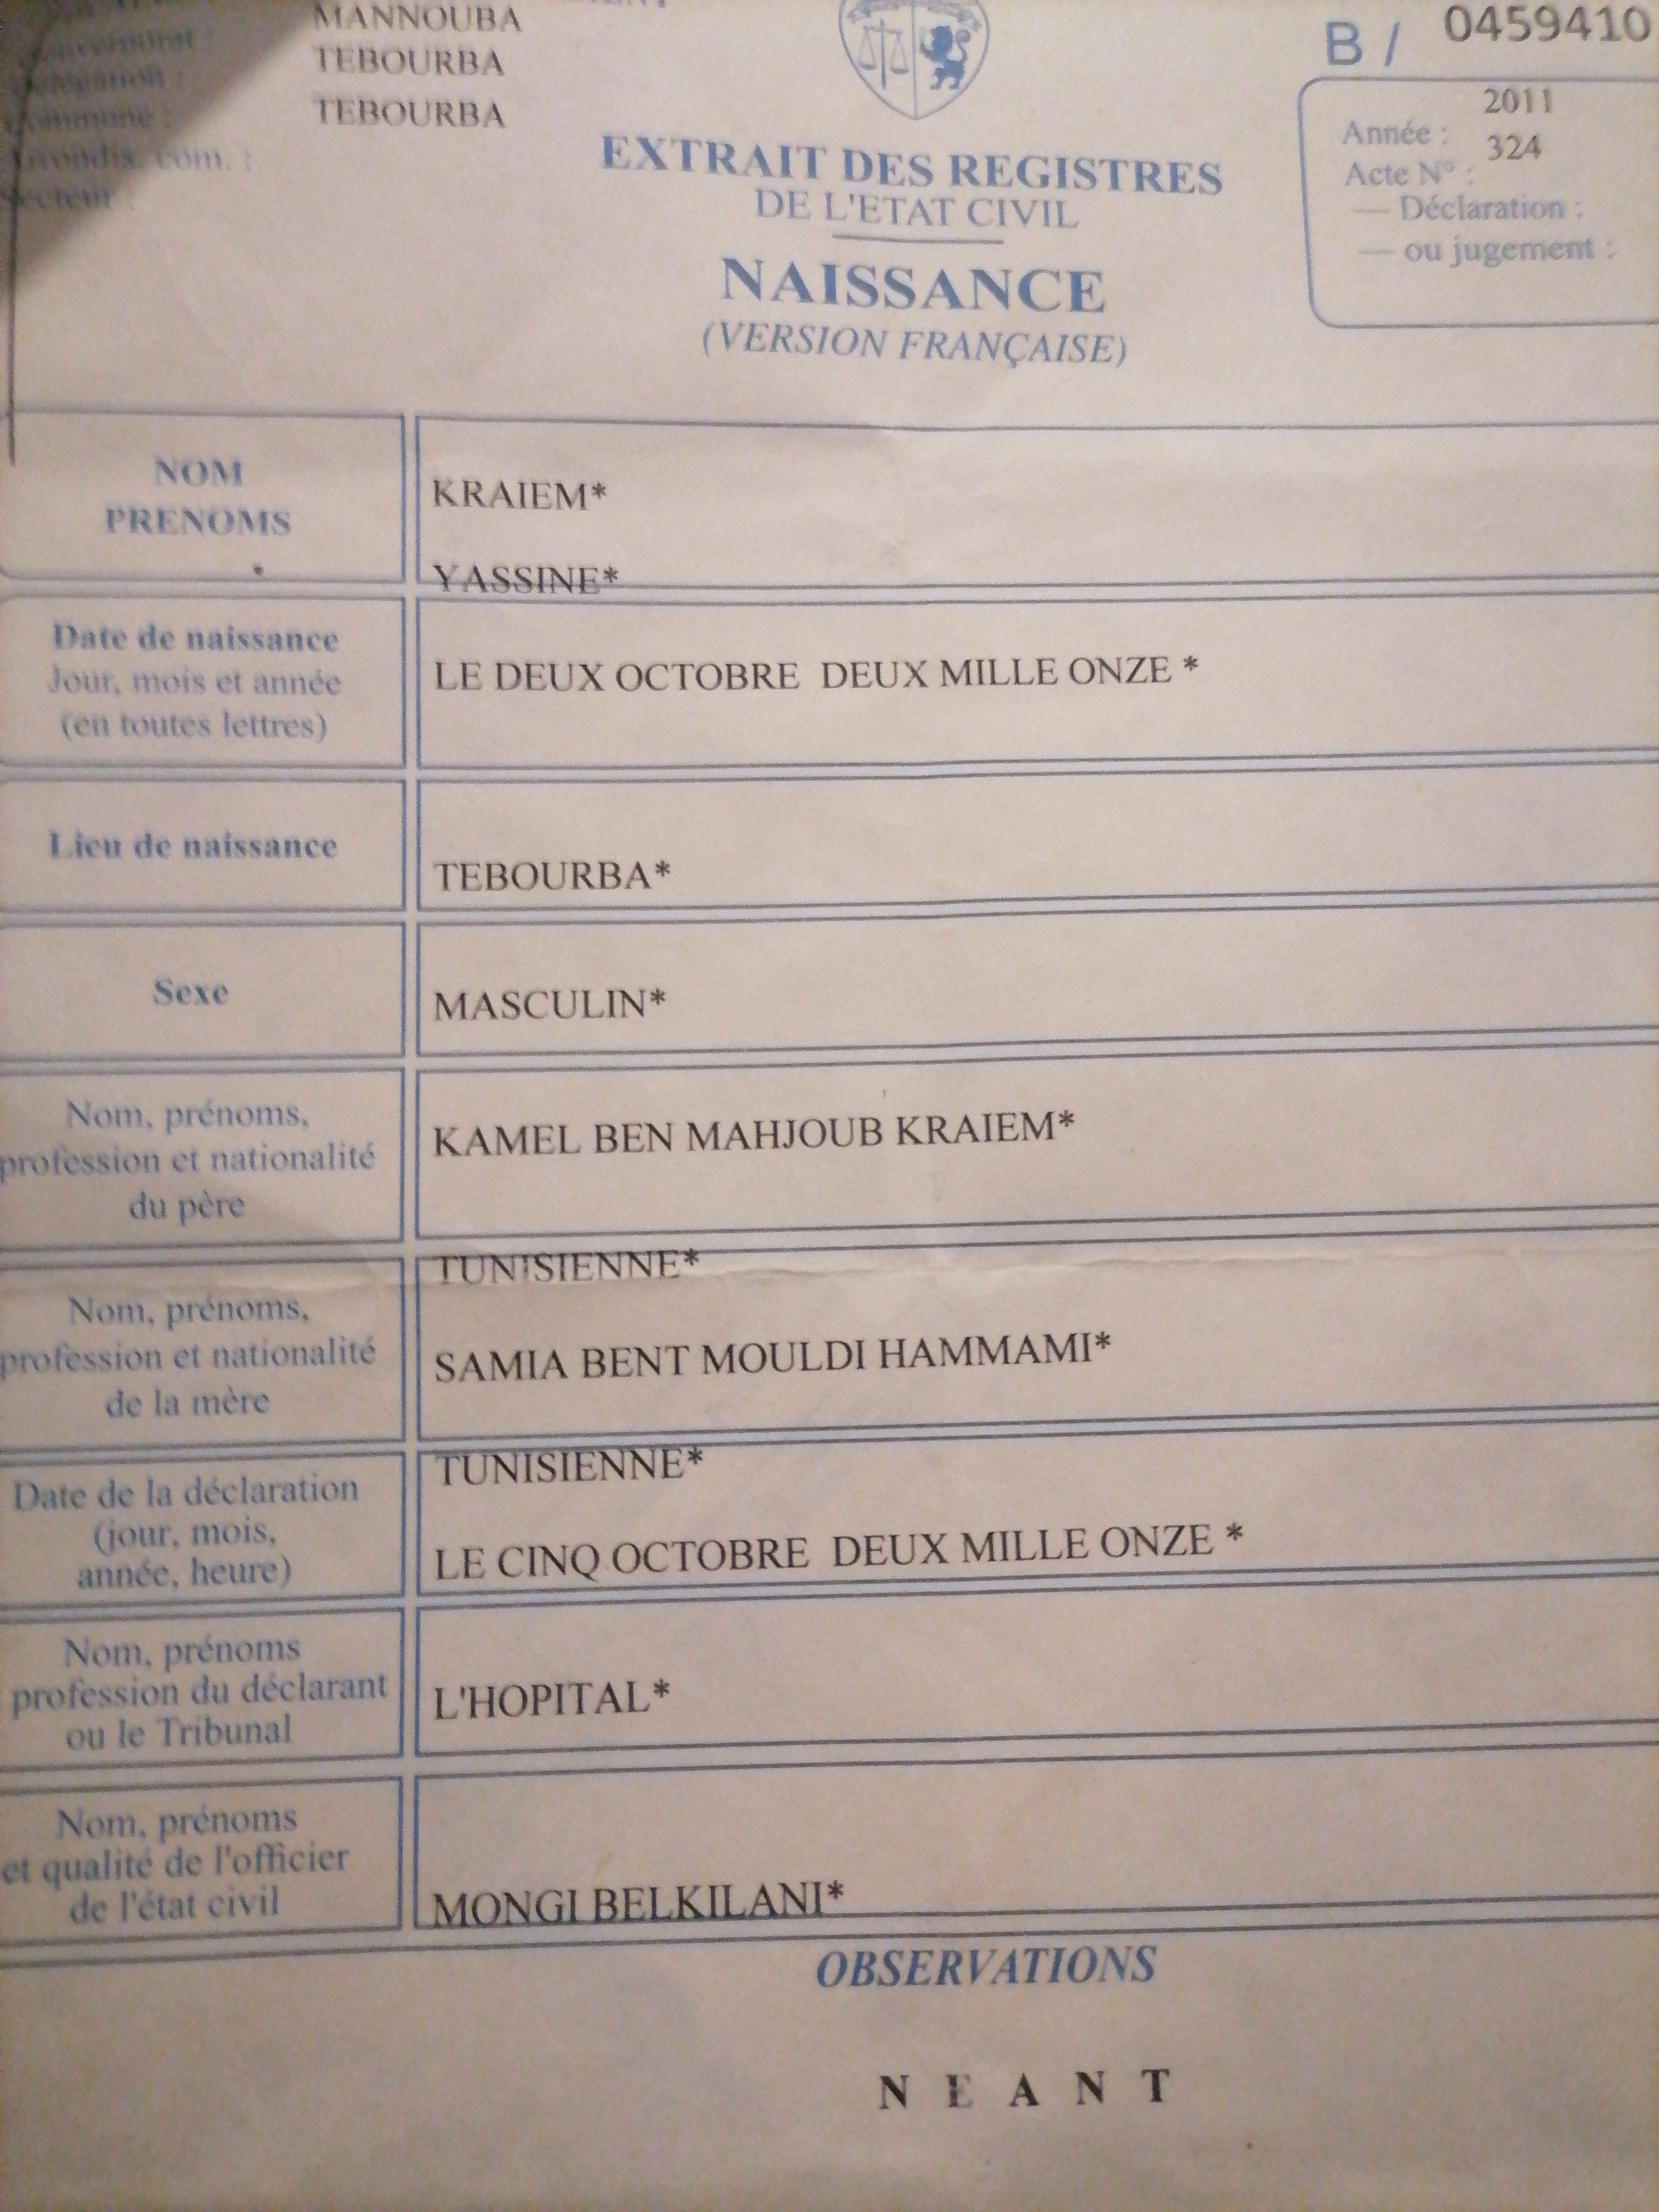 MANNOUBA
TEBOURBA
Commune : TEBOURBA
com. :
Secteur :
B / 0459410
2011
Année :
324
Acte N° :
— Déclaration :
— ou jugement :
EXTRAIT DES REGISTRES
DE L'ETAT CIVIL
NAISSANCE
(VERSION FRANÇAISE)
NOM
PRENOMS
KRAIEM*
YASSINE*
Date de naissance
Jour, mois et année
(en toutes lettres)
LE DEUX OCTOBRE DEUX MILLE ONZE *
Lieu de naissance
TEBOURBA*
Sexe
MASCULIN*
Nom, prénoms,
profession et nationalité
du père
KAMEL BEN MAHJOUB KRAIEM*
TUNISIENNE*
Nom, prénoms,
profession et nationalité
de la mère
SAMIA BENT MOULDI HAMMAMI*
TUNISIENNE*
Date de la déclaration
(jour, mois,
année, heure)
LE CINQ OCTOBRE DEUX MILLE ONZE *
Nom, prénoms
profession du déclarant
ou le Tribunal
L'HOPITAL*
Nom, prénoms
et qualité de l'officier
de l'état civil
MONGI BELKILANI*
OBSERVATIONS
N E A N T